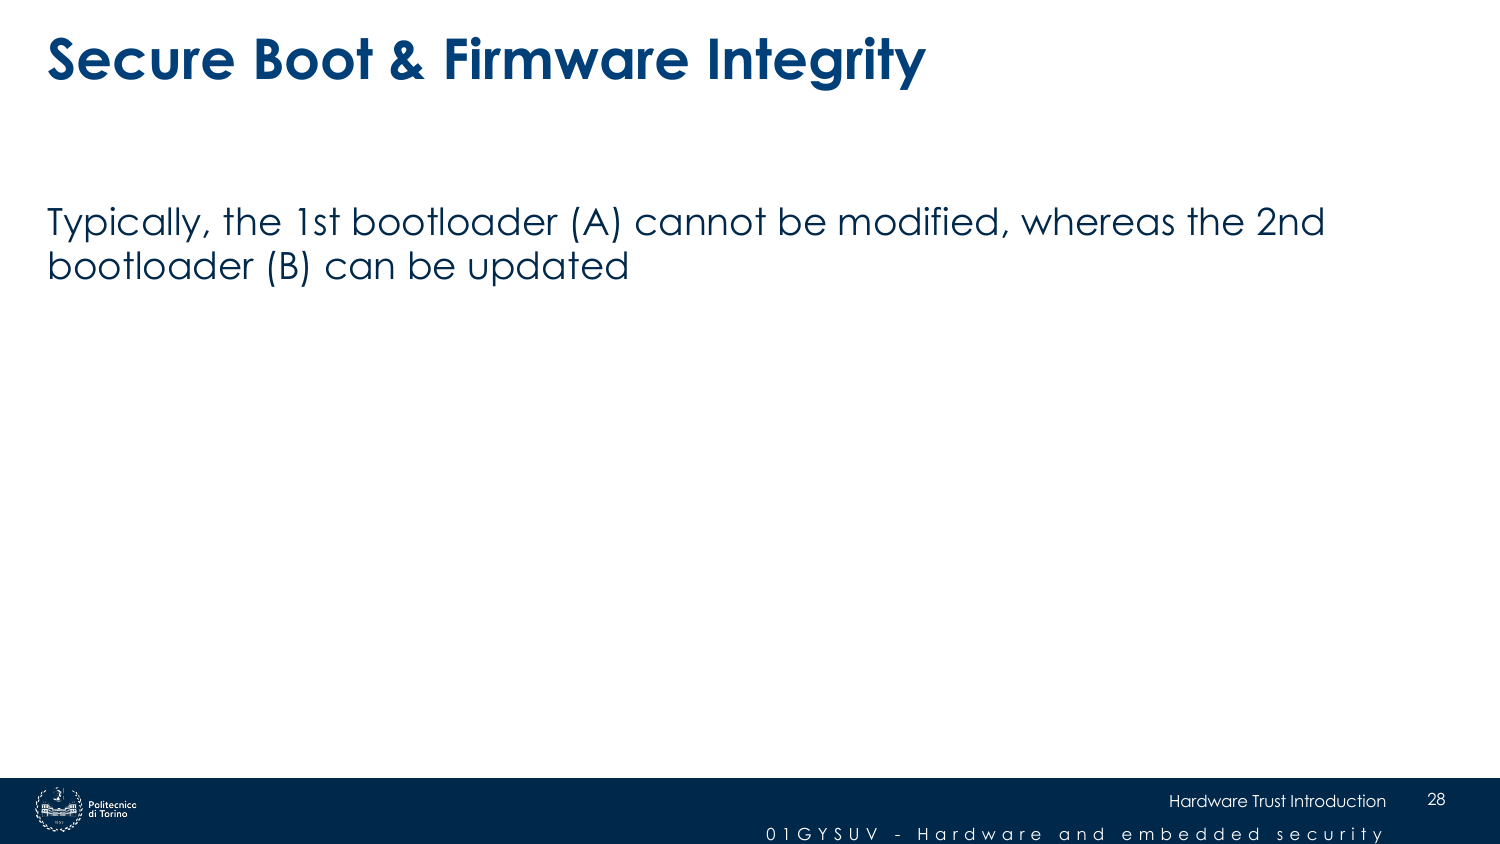 Secure Boot & Firmware Integrity
Typically, the 1st bootloader (A) cannot be modified, whereas the 2nd
bootloader (B) can be updated
Politecnico
di Torino
Hardware Trust Introduction
28
01GYSUV - Hardware and embedded security